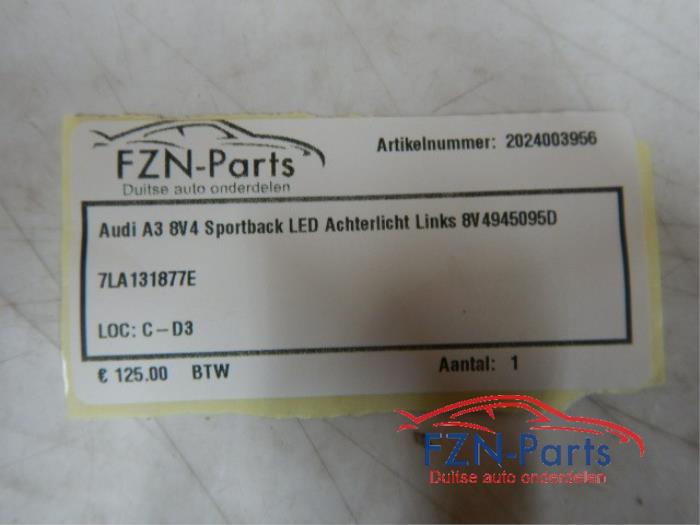 FZN-Parts
Duitse auto onderdelen
Artikelnummer: 2024003956
Audi A3 8V4 Sportback LED Achterlicht Links 8V4945095D
7LA131877E
LOC: C-D3
€ 125.00 BTW
Aantal: 1
FZN-Parts
Duitse auto onderdelen